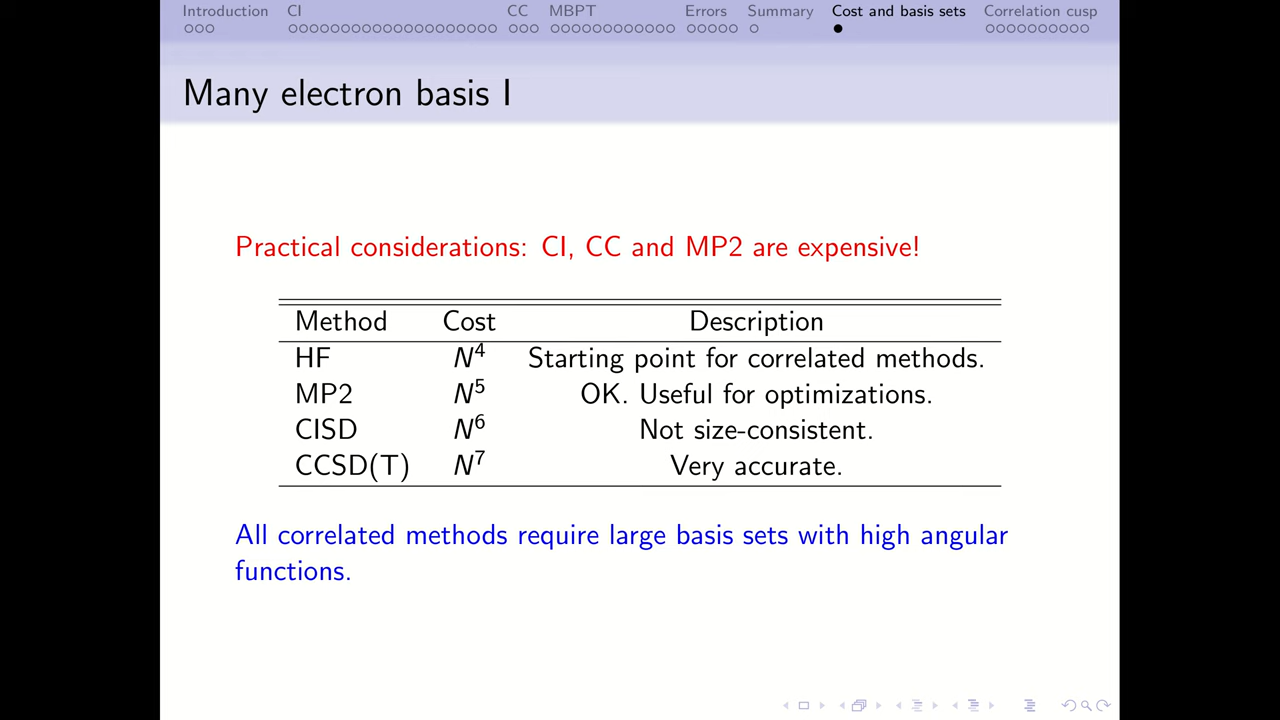 Introduction CI CC MBPT Errors Summary Cost and basis sets Correlation cusp
Many electron basis I
Practical considerations: CI, CC and MP2 are expensive!
Method Cost Description
HF N⁴ Starting point for correlated methods.
MP2 N⁵ OK. Useful for optimizations.
CISD N⁶ Not size-consistent.
CCSD(T) N⁷ Very accurate.
All correlated methods require large basis sets with high angular
functions.